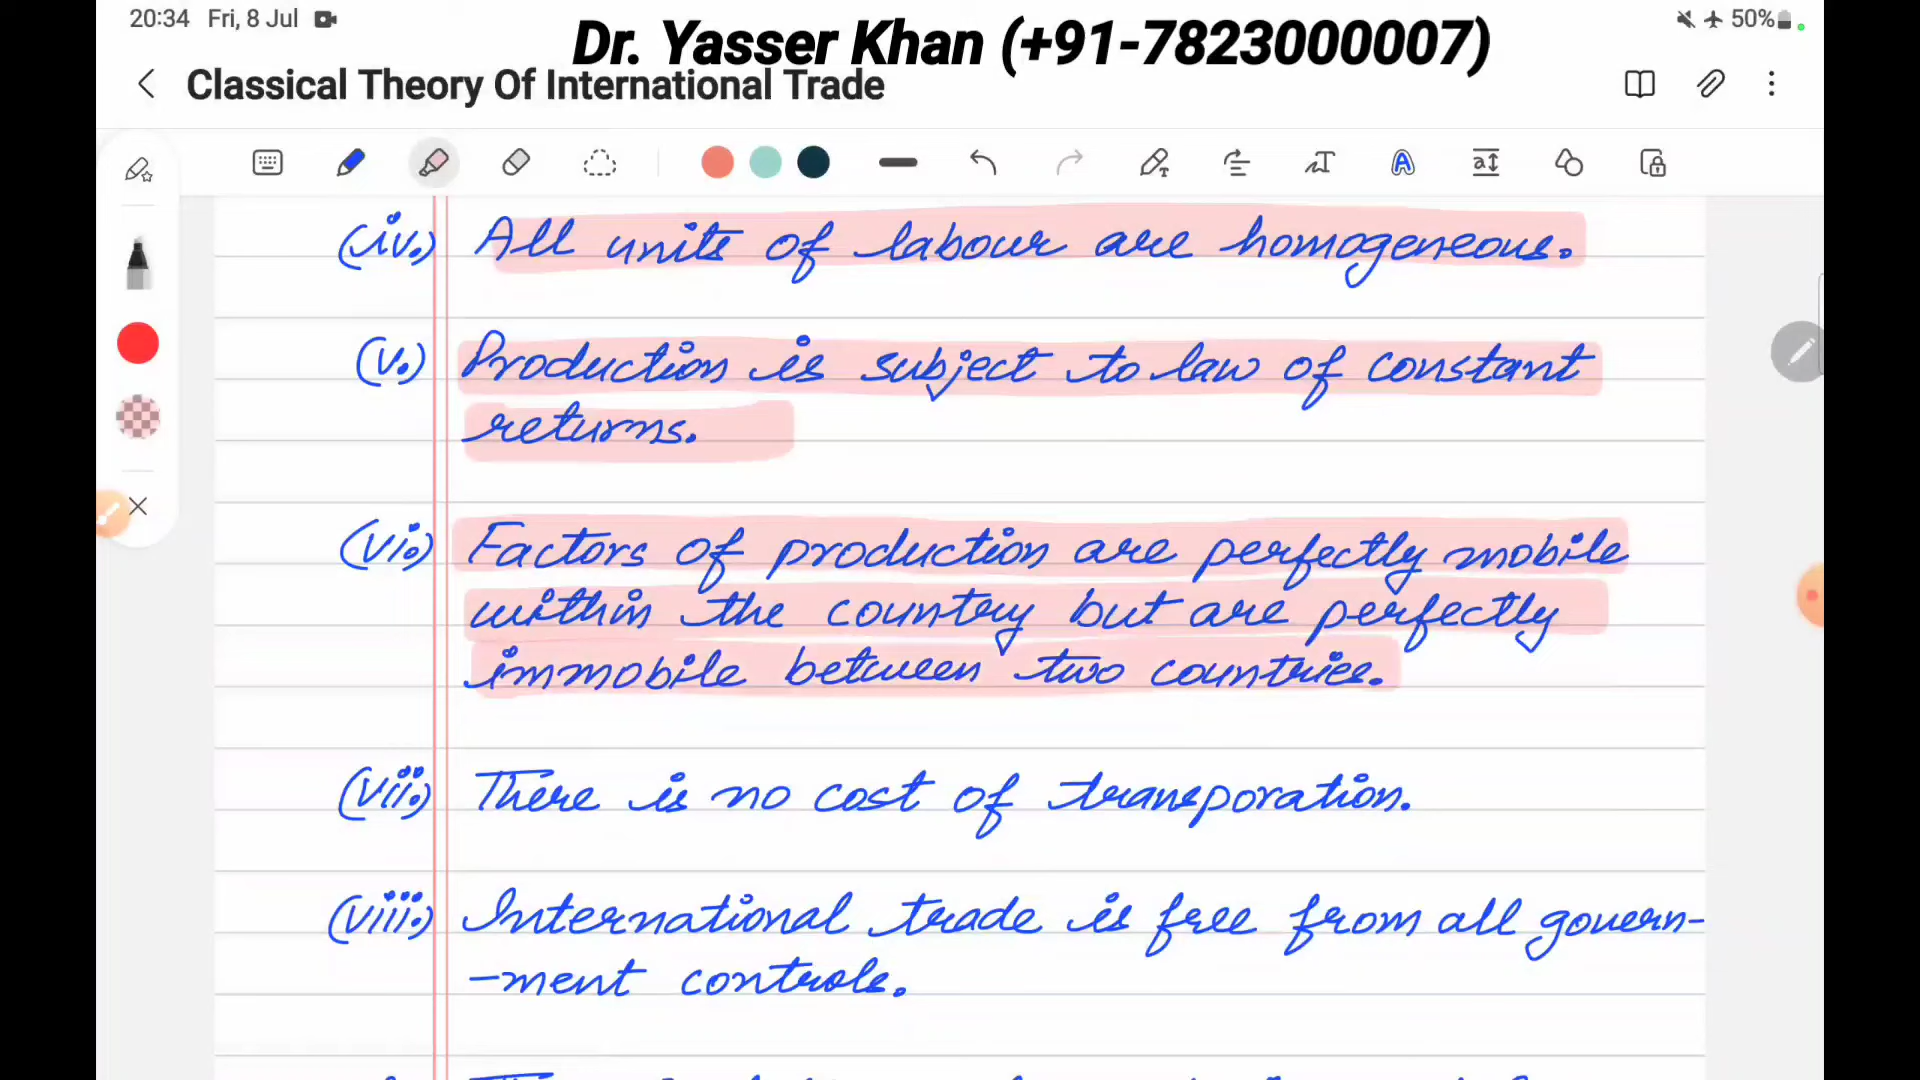 20:34 Fri, 8 Jul
50%
Dr. Yasser Khan (+91-7823000007)
Classical Theory Of International Trade
(iv.) All units of labour are homogeneous.
(v.) Production is subject to law of constant
returns.
(vi.) Factors of production are perfectly mobile
within the country but are perfectly
immobile between two countries.
(vii.) There is no cost of transporation.
(viii.) International trade is free from all govern-
-ment controls.